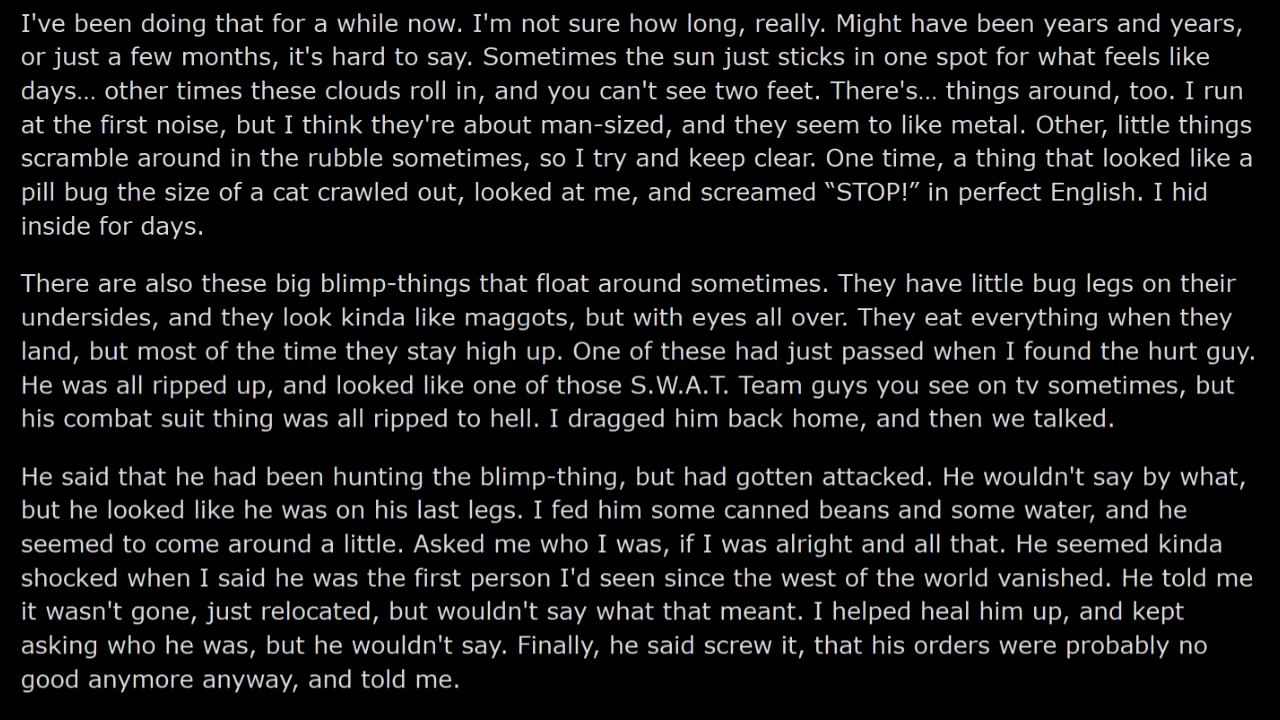 I've been doing that for a while now. I'm not sure how long, really. Might have been years and years,
or just a few months, it's hard to say. Sometimes the sun just sticks in one spot for what feels like
days… other times these clouds roll in, and you can't see two feet. There's… things around, too. I run
at the first noise, but I think they're about man-sized, and they seem to like metal. Other, little things
scramble around in the rubble sometimes, so I try and keep clear. One time, a thing that looked like a
pill bug the size of a cat crawled out, looked at me, and screamed “STOP!” in perfect English. I hid
inside for days.
There are also these big blimp-things that float around sometimes. They have little bug legs on their
undersides, and they look kinda like maggots, but with eyes all over. They eat everything when they
land, but most of the time they stay high up. One of these had just passed when I found the hurt guy.
He was all ripped up, and looked like one of those S.W.A.T. Team guys you see on tv sometimes, but
his combat suit thing was all ripped to hell. I dragged him back home, and then we talked.
He said that he had been hunting the blimp-thing, but had gotten attacked. He wouldn't say by what,
but he looked like he was on his last legs. I fed him some canned beans and some water, and he
seemed to come around a little. Asked me who I was, if I was alright and all that. He seemed kinda
shocked when I said he was the first person I'd seen since the west of the world vanished. He told me
it wasn't gone, just relocated, but wouldn't say what that meant. I helped heal him up, and kept
asking who he was, but he wouldn't say. Finally, he said screw it, that his orders were probably no
good anymore anyway, and told me.